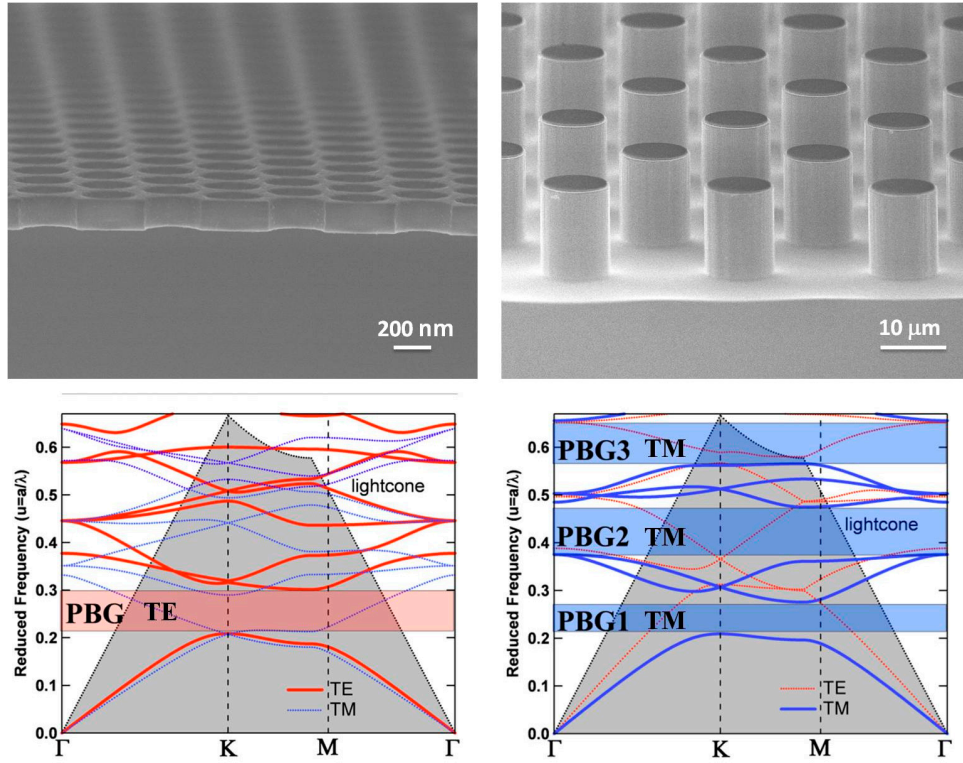 200 nm
10 μm
Reduced Frequency (u=a/λ)
0.6
0.5
0.4
0.3
0.2
0.1
0.0
lightcone
PBG TE
TE
TM
Γ K M Γ
Reduced Frequency (u=a/λ)
0.6
0.5
0.4
0.3
0.2
0.1
0.0
PBG3 TM
PBG2 TM
lightcone
PBG1 TM
TE
TM
Γ K M Γ